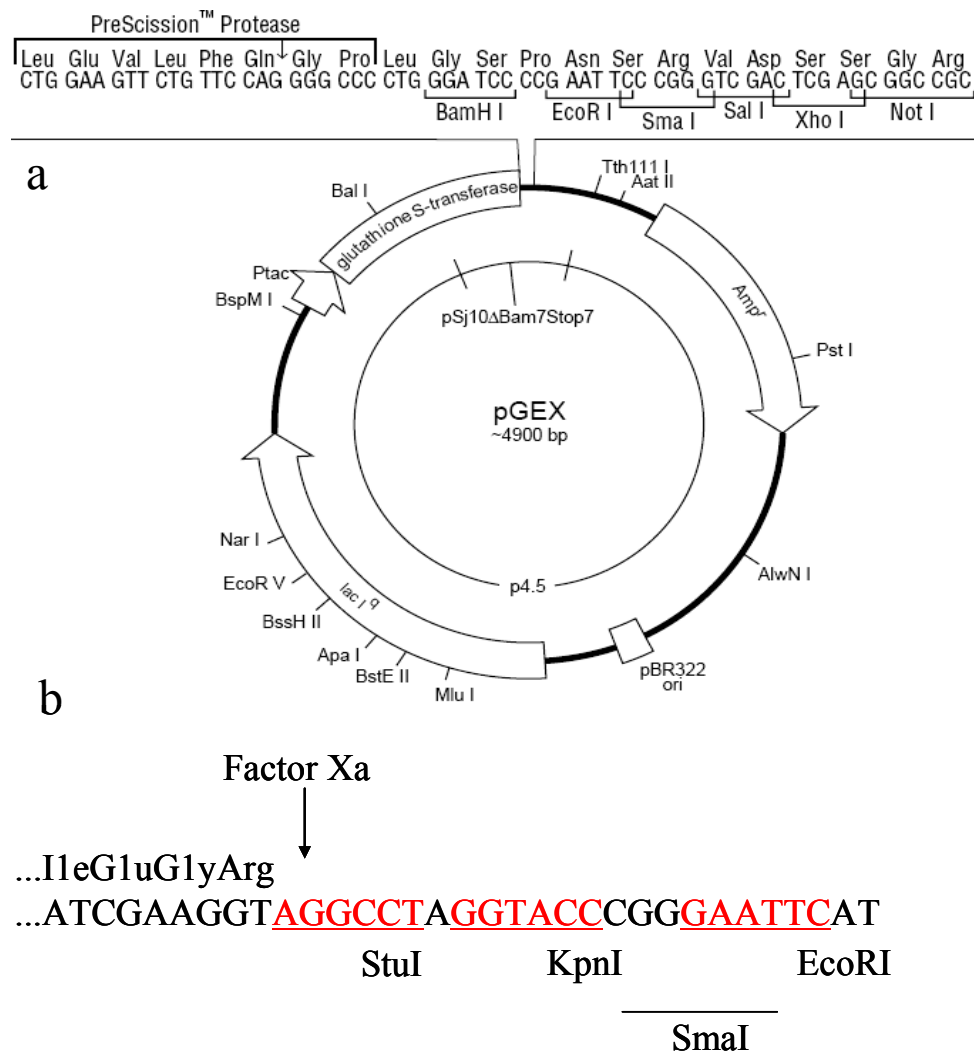 PreScission™ Protease
Leu Glu Val Leu Phe Gln Gly Pro Leu Gly Ser Pro Asn Ser Arg Val Asp Ser Ser Gly Arg
CTG GAA GTT CTG TTC CAG GGG CCC CTG GGA TCC CCG AAT TCC CGG GTC GAC TCG AGC GGC CGC
BamH I EcoR I Sma I Sal I Xho I Not I
a
Tth111 I
Aat II
Bal I
glutathione S-transferase
Ptac
BspM I
pSj10ΔBam7Stop7
Ampʳ
Pst I
pGEX
~4900 bp
Nar I
EcoR V
BssH II
Apa I
BstE II
Mlu I
lac I q
p4.5
AlwN I
pBR322
ori
b
Factor Xa
...I1eG1uG1yArg
...ATCGAAGGTAGGCCTAGGTACCCGGGAATTCAT
StuI KpnI EcoRI
SmaI